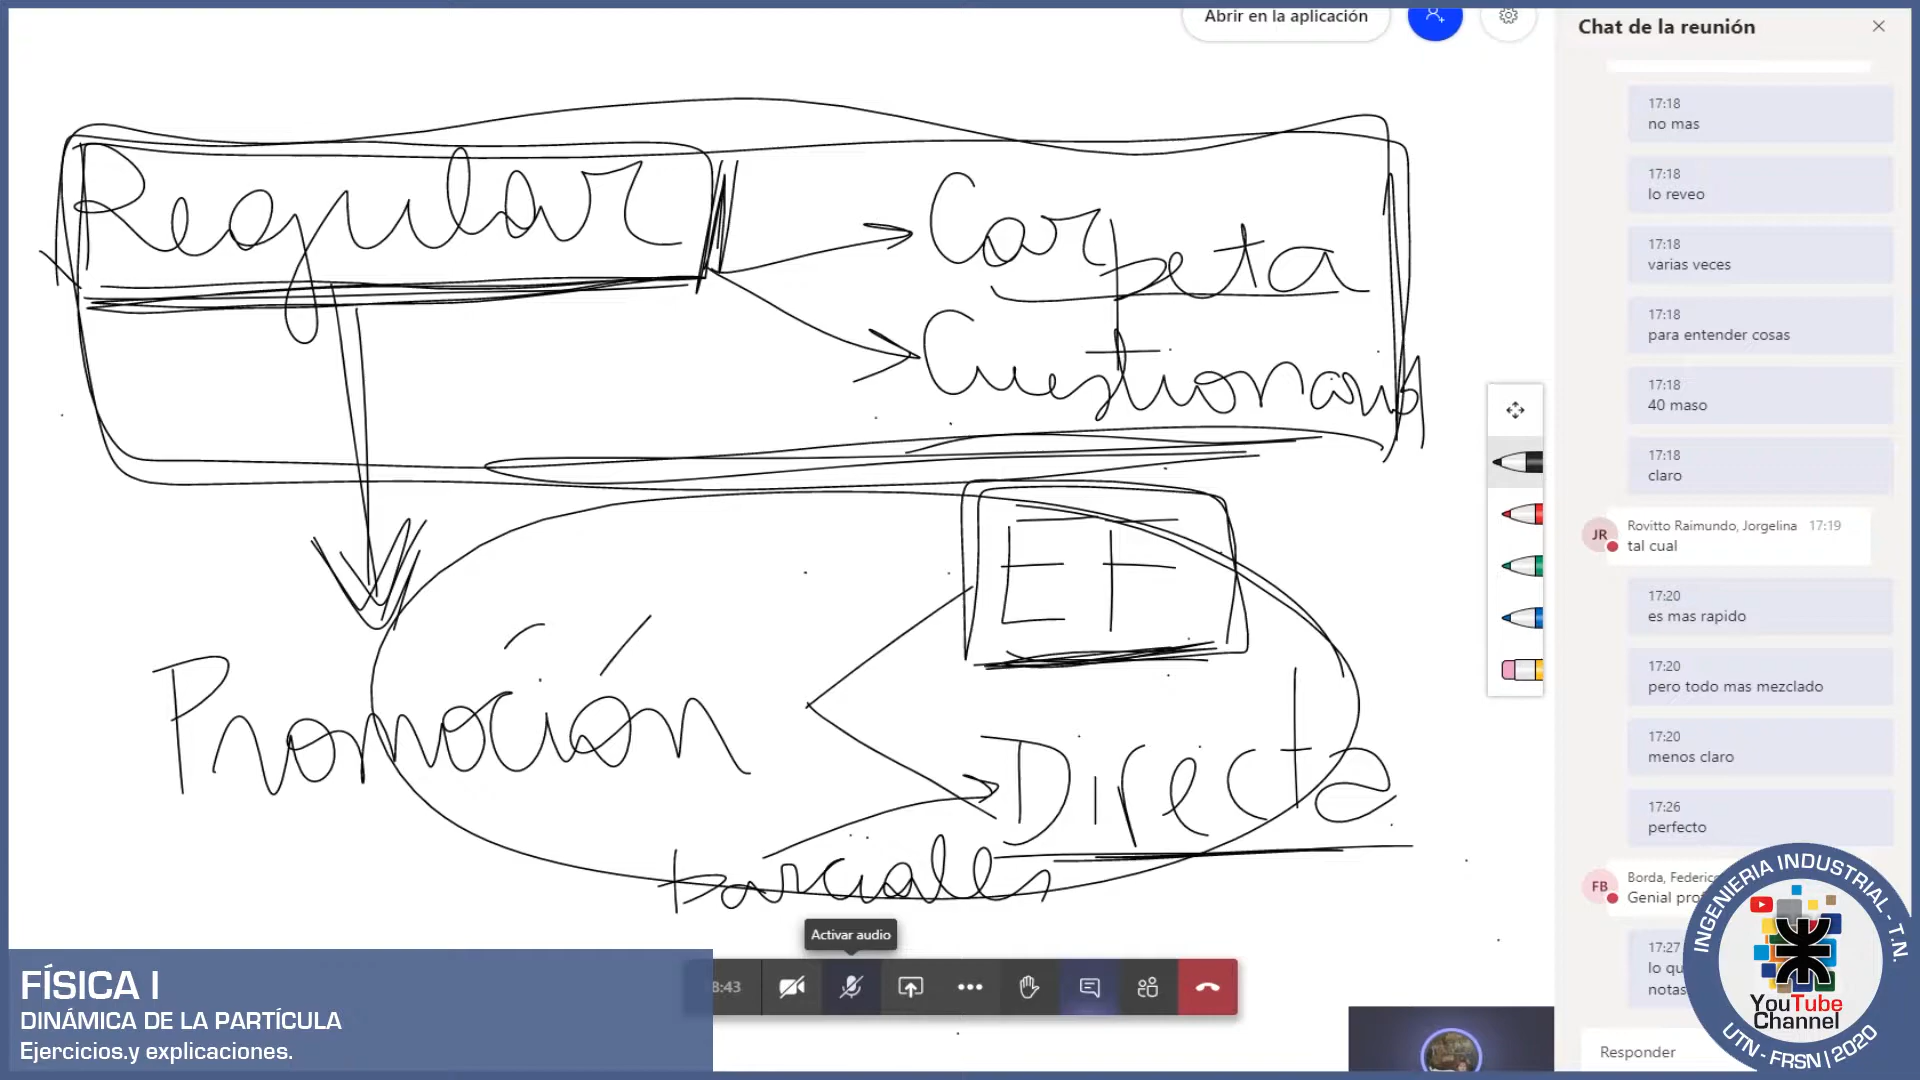 Abrir en la aplicación
Chat de la reunión
17:18
no mas
17:18
lo reveo
17:18
varias veces
17:18
para entender cosas
17:18
40 maso
17:18
claro
JR
Rovitto Raimundo, Jorgelina 17:19
tal cual
17:20
es mas rapido
17:20
pero todo mas mezclado
17:20
menos claro
17:26
perfecto
FB
Borda, Federico
Genial
17:27
lo
notas
Responder
Regular
Carpeta
Cuestionario
Promoción
Directa
parciales
Activar audio
8:43
FÍSICA I
DINÁMICA DE LA PARTÍCULA
Ejercicios.y explicaciones.
INGENIERIA INDUSTRIAL - T.N.
YouTube
Channel
UTN - FRSN | 2020